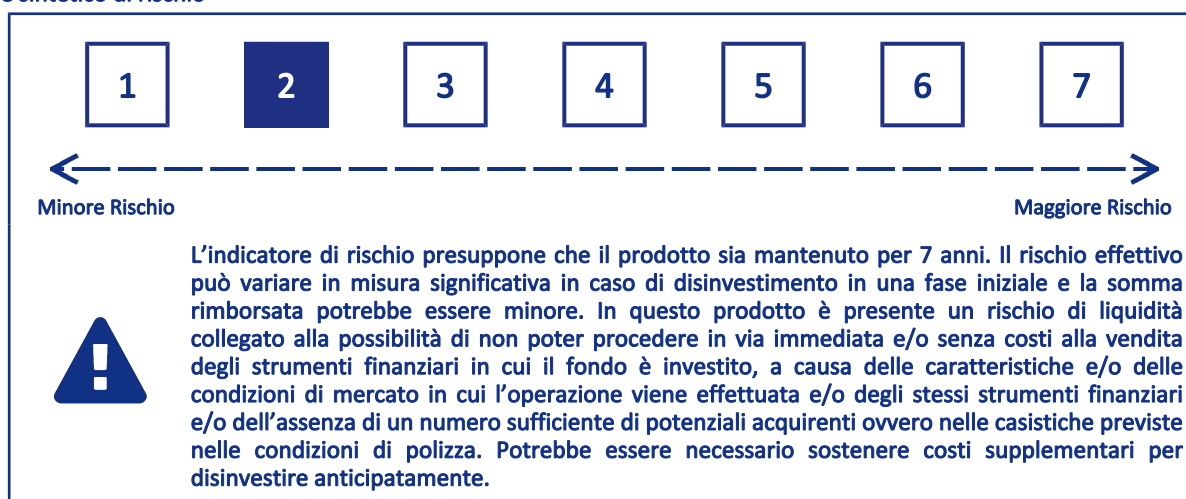 1 2 3 4 5 6 7
Minore Rischio Maggiore Rischio
L’indicatore di rischio presuppone che il prodotto sia mantenuto per 7 anni. Il rischio effettivo
può variare in misura significativa in caso di disinvestimento in una fase iniziale e la somma
rimborsata potrebbe essere minore. In questo prodotto è presente un rischio di liquidità
collegato alla possibilità di non poter procedere in via immediata e/o senza costi alla vendita
degli strumenti finanziari in cui il fondo è investito, a causa delle caratteristiche e/o delle
condizioni di mercato in cui l’operazione viene effettuata e/o degli stessi strumenti finanziari
e/o dell’assenza di un numero sufficiente di potenziali acquirenti ovvero nelle casistiche previste
nelle condizioni di polizza. Potrebbe essere necessario sostenere costi supplementari per
disinvestire anticipatamente.